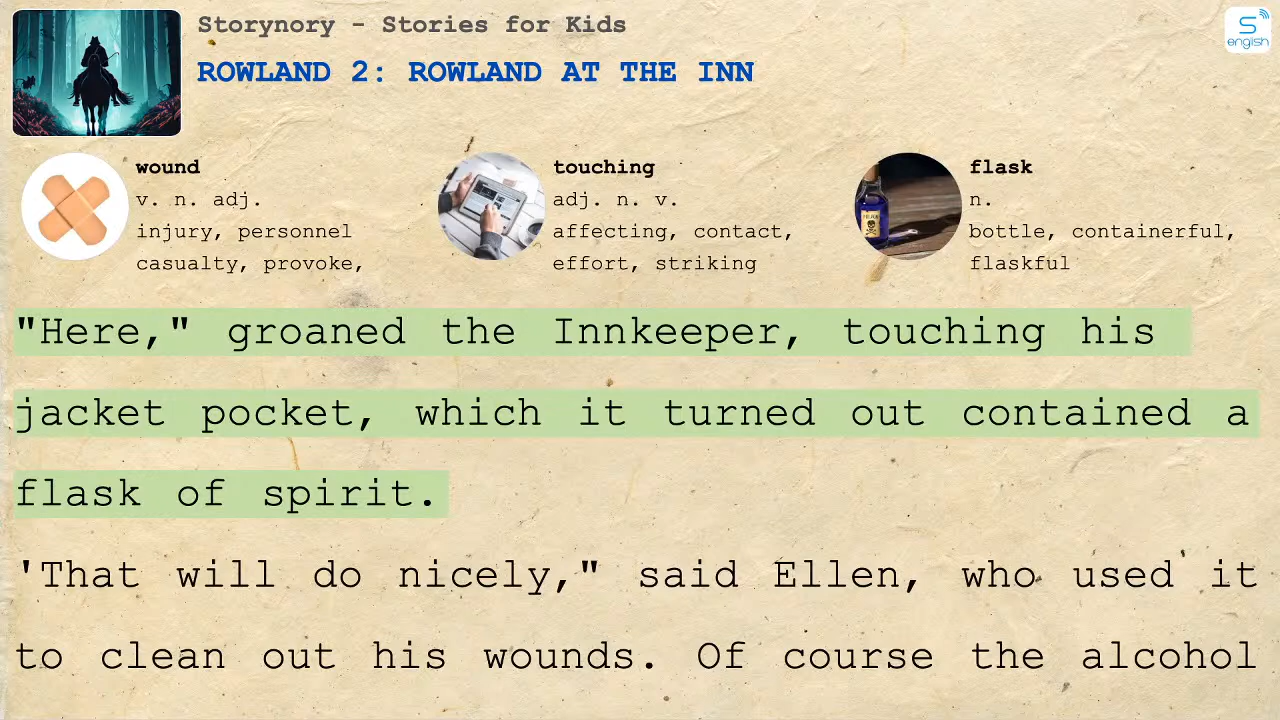 Storynory - Stories for Kids
ROWLAND 2: ROWLAND AT THE INN
S
english
wound
v. n. adj.
injury, personnel
casualty, provoke,
touching
adj. n. v.
affecting, contact,
effort, striking
flask
n.
bottle, containerful,
flaskful
"Here," groaned the Innkeeper, touching his
jacket pocket, which it turned out contained a
flask of spirit.
'That will do nicely," said Ellen, who used it
to clean out his wounds. Of course the alcohol